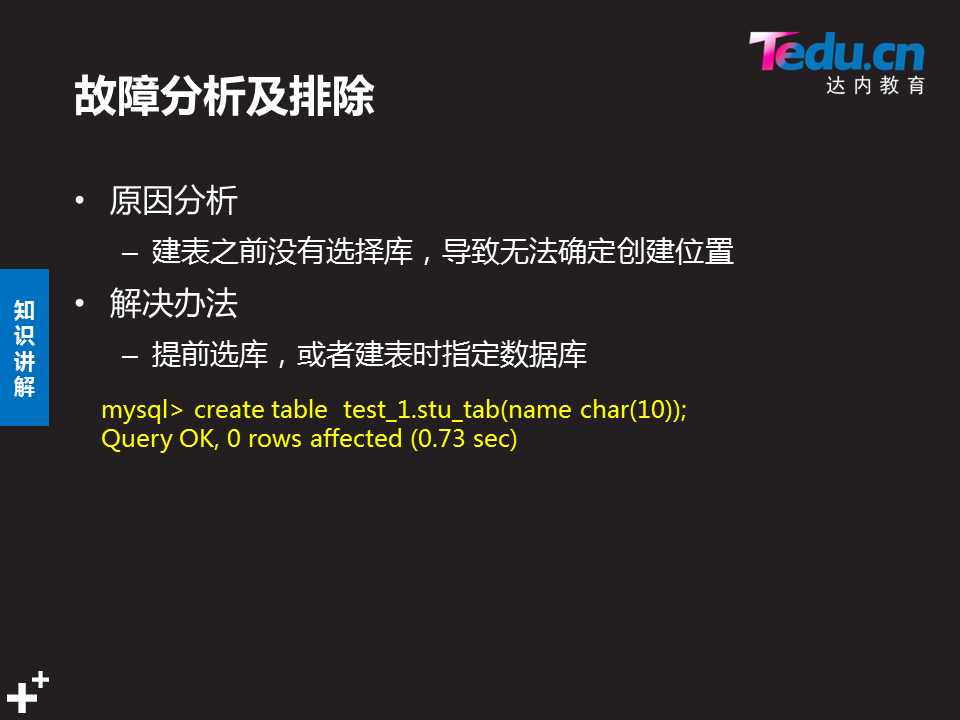 Tedu.cn
达内教育
故障分析及排除
• 原因分析
– 建表之前没有选择库，导致无法确定创建位置
• 解决办法
– 提前选库，或者建表时指定数据库
知
识
讲
解
mysql> create table  test_1.stu_tab(name char(10));
Query OK, 0 rows affected (0.73 sec)